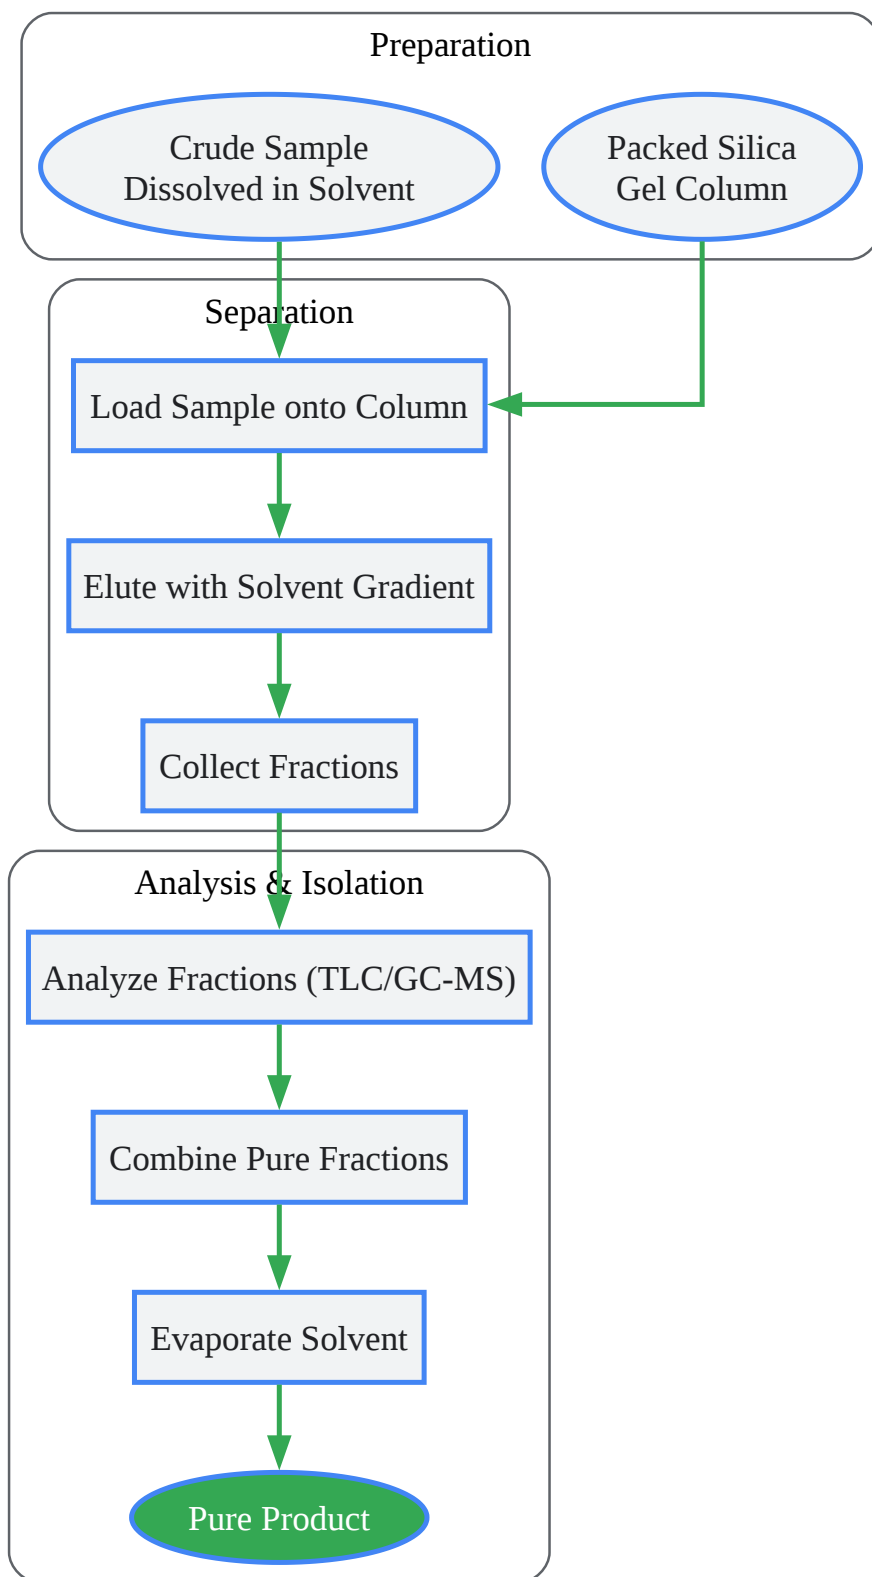 Preparation
Crude Sample
Dissolved in Solvent
Packed Silica
Gel Column
Separation
Load Sample onto Column
Elute with Solvent Gradient
Collect Fractions
Analysis & Isolation
Analyze Fractions (TLC/GC-MS)
Combine Pure Fractions
Evaporate Solvent
Pure Product